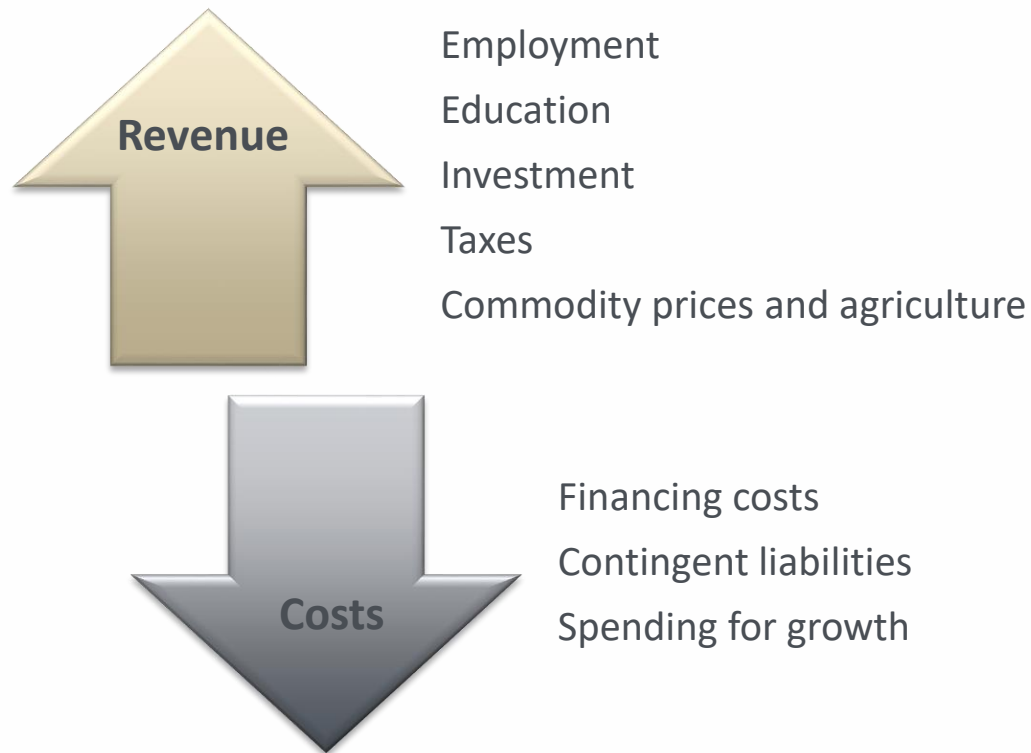 Revenue
Employment
Education
Investment
Taxes
Commodity prices and agriculture
Costs
Financing costs
Contingent liabilities
Spending for growth